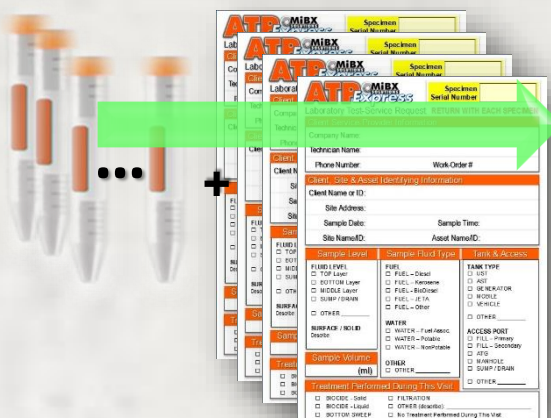 ...
+
ATP
Express
MiBX
SOLUTIONS
Specimen
Serial Number
Laboratory Test-Service Request RETURN WITH EACH SPECIMEN
Company Name:
Technician Name:
Phone Number: Work-Order #
Client, Site & Asset Identifying Information
Client Name or ID:
Site Address:
Sample Date: Sample Time:
Site Name/ID: Asset Name/ID:
Sample Level
FLUID LEVEL
TOP Layer
BOTTOM Layer
MIDDLE Layer
SUMP / DRAIN
OTHER
SURFACE / SOLID
Describe:
Sample Volume
(ml)
Sample Fluid Type
FUEL
FUEL – Diesel
FUEL – Kerosene
FUEL – BioDiesel
FUEL – JET A
FUEL – Other
WATER
WATER – Fuel Assoc
WATER – Potable
WATER – NonPotable
OTHER
OTHER
Tank & Access
TANK TYPE
UST
AST
GENERATOR
MOBILE
VEHICLE
OTHER
ACCESS PORT
FILL – Primary
FILL – Secondary
ATG
MANHOLE
SUMP / DRAIN
OTHER
Treatment Performed During This Visit
BIOCIDE - Solid
BIOCIDE - Liquid
BOTTOM SWEEP
FILTRATION
OTHER (describe)
No Treatment Performed During This Visit